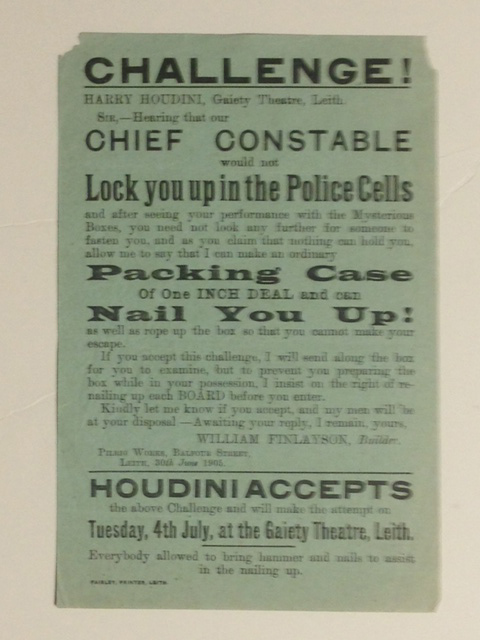 CHALLENGE!
HARRY HOUDINI, Gaiety Theatre, Leith.
SIR,—Hearing that our
CHIEF CONSTABLE
would not
Lock you up in the Police Cells
and after seeing your performance with the Mysterious
Boxes, you need not look any further for someone to
fasten you, and as you claim that nothing can hold you,
allow me to say that I can make an ordinary
Packing Case
Of One INCH DEAL and can
Nail You Up!
as well as rope up the box so that you cannot make your
escape.
If you accept this challenge, I will send along the box
for you to examine, but to prevent you preparing the
box while in your possession, I insist on the right of re-
nailing up each BOARD before you enter.
Kindly let me know if you accept, and my men will be
at your disposal—Awaiting your reply, I remain, yours,
WILLIAM FINLAYSON, Builder.
PILRIG WORKS, BALFOUR STREET,
LEITH, 30th June 1905.
HOUDINI ACCEPTS
the above Challenge and will make the attempt on
Tuesday, 4th July, at the Gaiety Theatre, Leith.
Everybody allowed to bring hammer and nails to assist
in the nailing up.
PAISLEY, PRINTER, LEITH